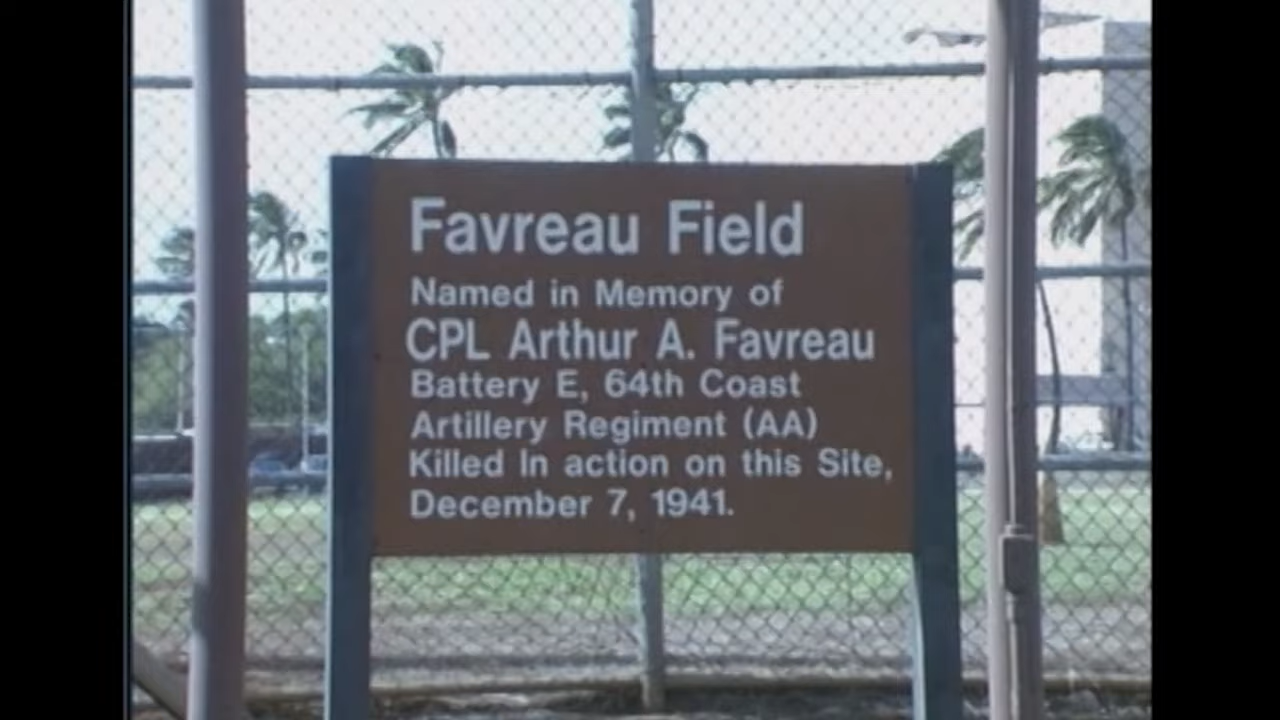 Favreau Field
Named in Memory of
CPL Arthur A. Favreau
Battery E, 64th Coast
Artillery Regiment (AA)
Killed In action on this Site,
December 7, 1941.